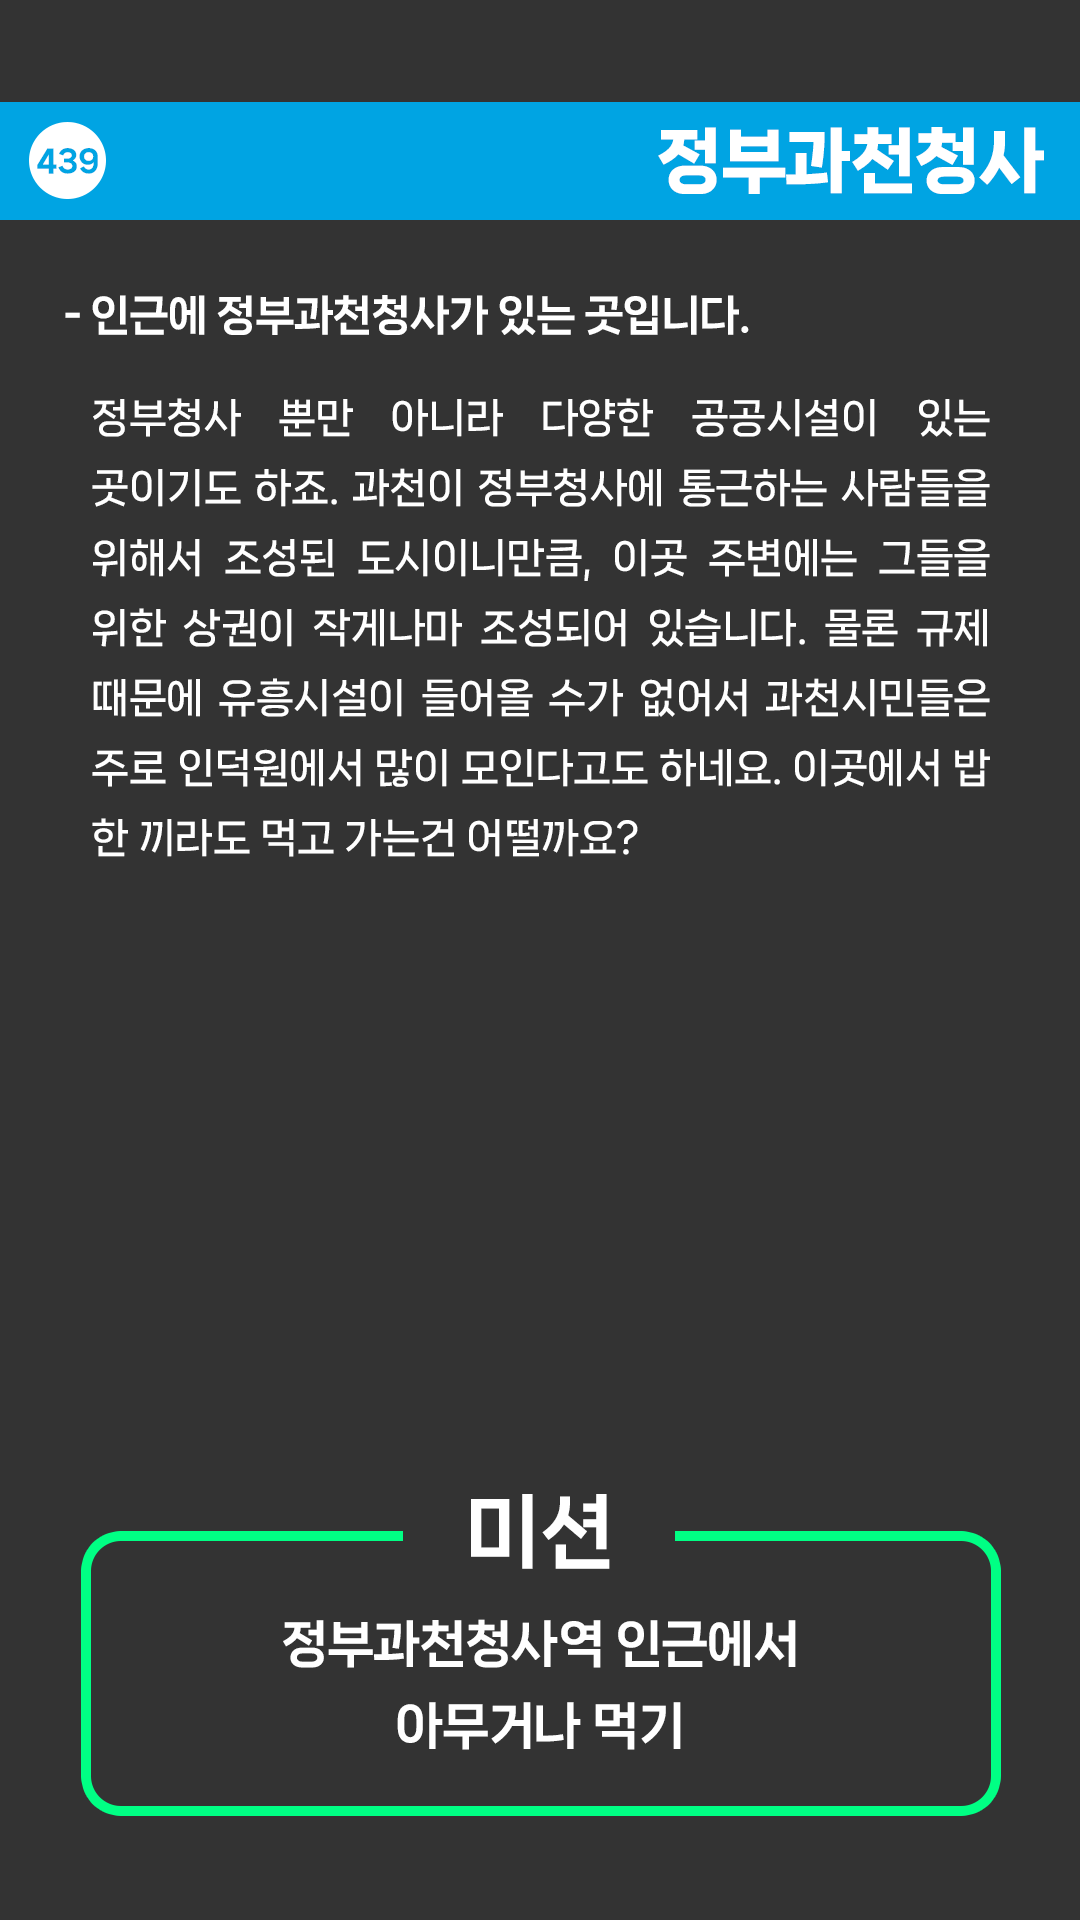 439
정부과천청사
- 인근에 정부과천청사가 있는 곳입니다.
정부청사 뿐만 아니라 다양한 공공시설이 있는
곳이기도 하죠. 과천이 정부청사에 통근하는 사람들을
위해서 조성된 도시이니만큼, 이곳 주변에는 그들을
위한 상권이 작게나마 조성되어 있습니다. 물론 규제
때문에 유흥시설이 들어올 수가 없어서 과천시민들은
주로 인덕원에서 많이 모인다고도 하네요. 이곳에서 밥
한 끼라도 먹고 가는건 어떨까요?
미션
정부과천청사역 인근에서
아무거나 먹기